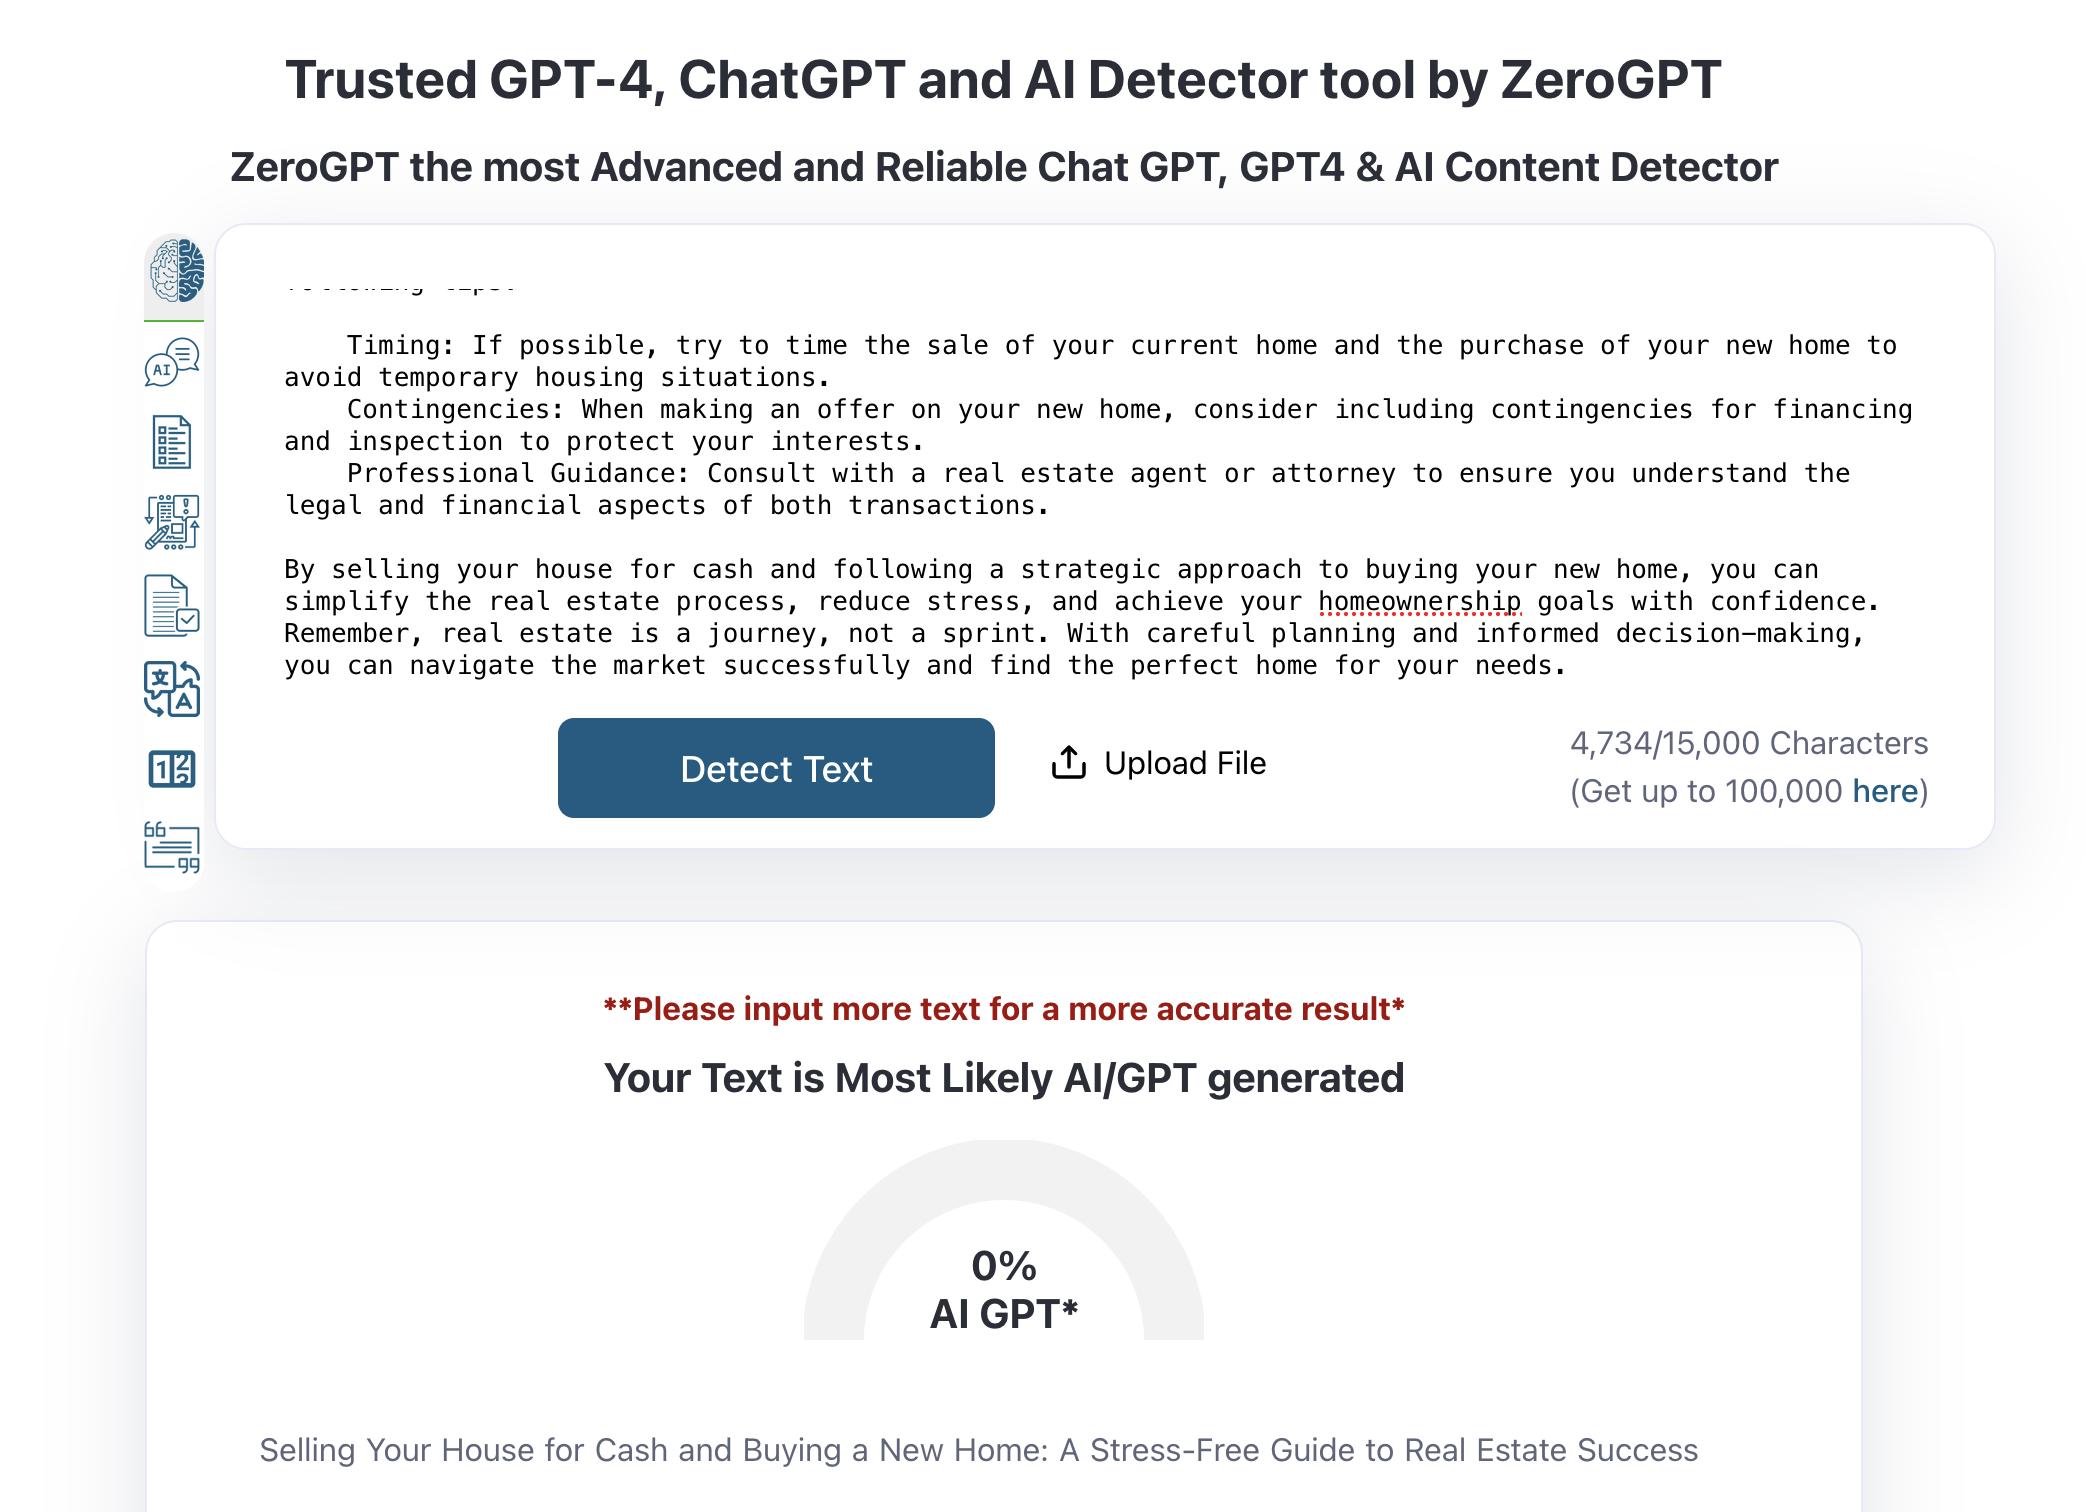 Trusted GPT-4, ChatGPT and AI Detector tool by ZeroGPT
ZeroGPT the most Advanced and Reliable Chat GPT, GPT4 & AI Content Detector
following tips:
Timing: If possible, try to time the sale of your current home and the purchase of your new home to
avoid temporary housing situations.
Contingencies: When making an offer on your new home, consider including contingencies for financing
and inspection to protect your interests.
Professional Guidance: Consult with a real estate agent or attorney to ensure you understand the
legal and financial aspects of both transactions.
By selling your house for cash and following a strategic approach to buying your new home, you can
simplify the real estate process, reduce stress, and achieve your homeownership goals with confidence.
Remember, real estate is a journey, not a sprint. With careful planning and informed decision-making,
you can navigate the market successfully and find the perfect home for your needs.
AI
文
A
1 2
Detect Text
Upload File
4,734/15,000 Characters
(Get up to 100,000 here)
**Please input more text for a more accurate result*
Your Text is Most Likely AI/GPT generated
0%
AI GPT*
Selling Your House for Cash and Buying a New Home: A Stress-Free Guide to Real Estate Success